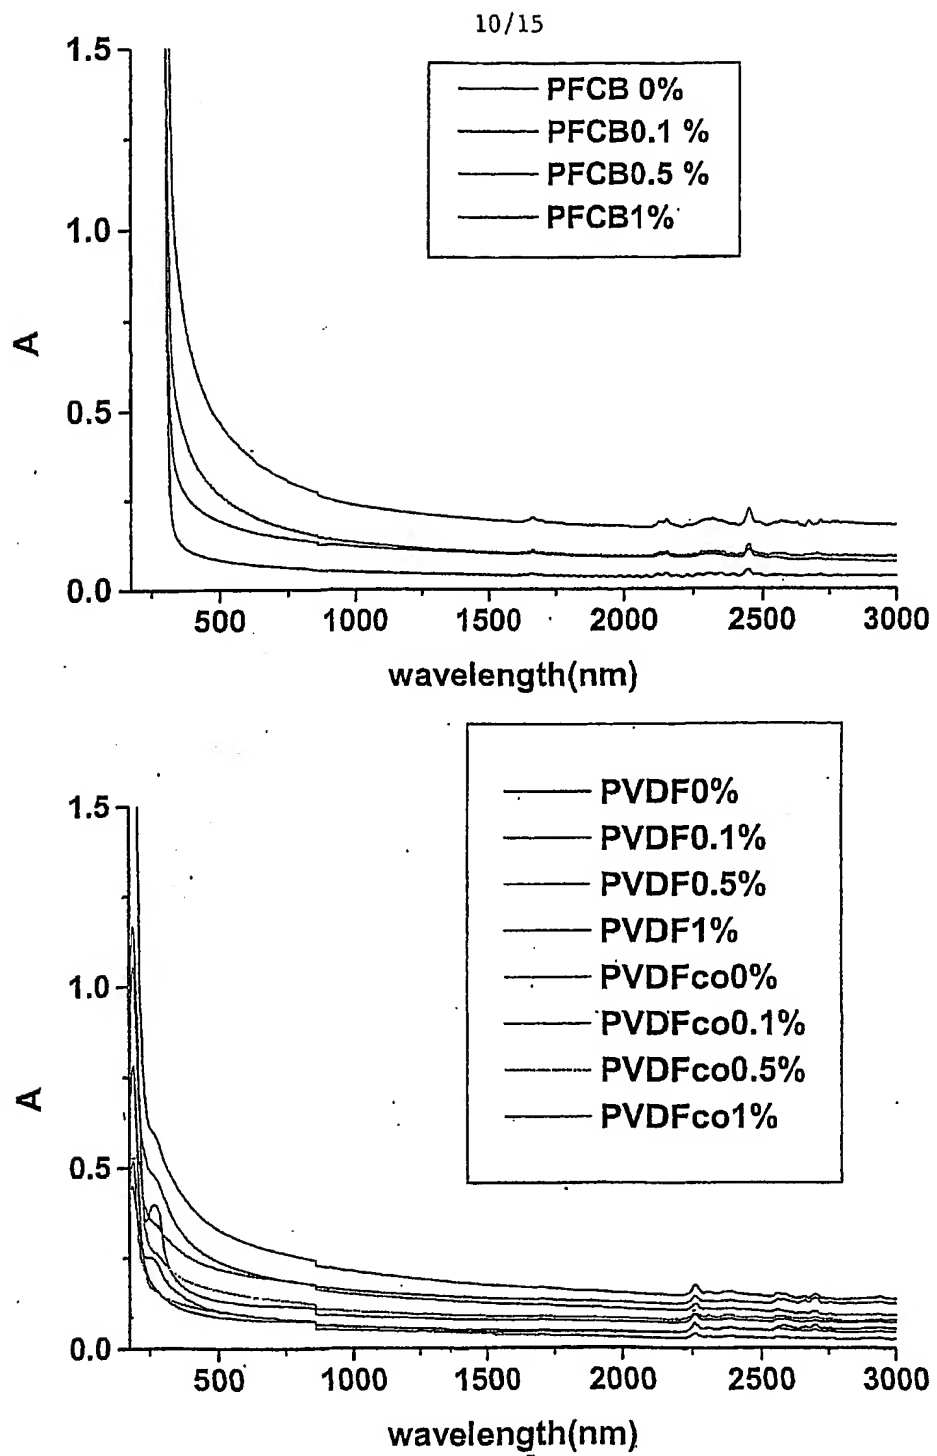 10/15
1.5
PFCB 0%
PFCB0.1 %
PFCB0.5 %
PFCB1%
1.0
A
0.5
0.0
500 1000 1500 2000 2500 3000
wavelength(nm)
PVDF0%
1.5
PVDF0.1%
PVDF0.5%
PVDF1%
PVDFco0%
1.0
PVDFco0.1%
PVDFco0.5%
A
PVDFco1%
0.5
0.0
500 1000 1500 2000 2500 3000
wavelength(nm)